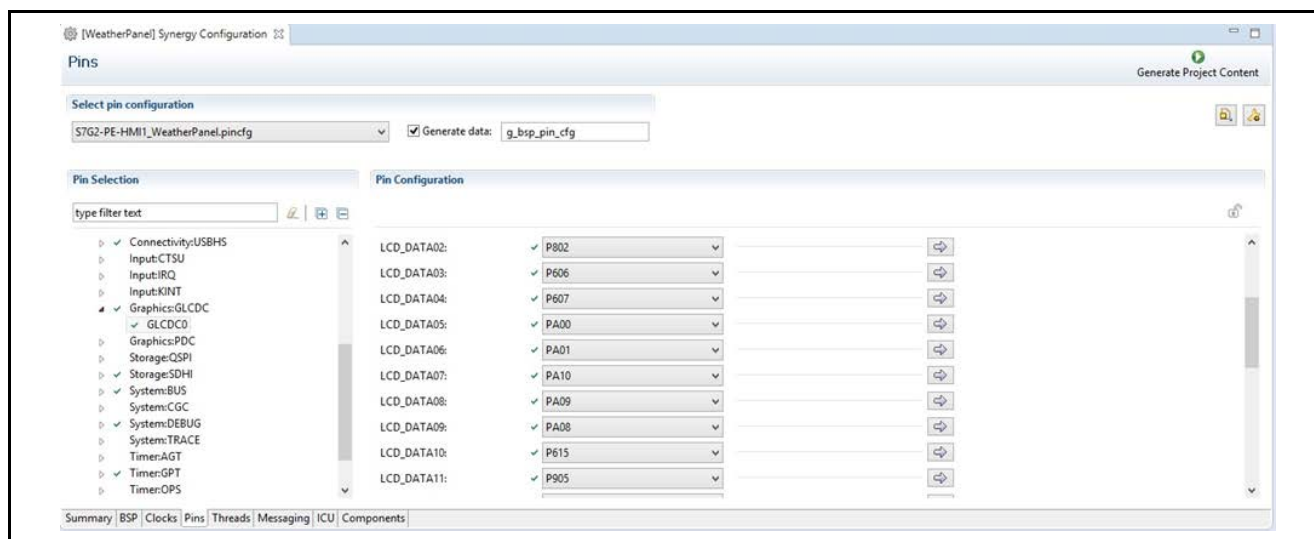 [WeatherPanel] Synergy Configuration
Pins
Generate Project Content
Select pin configuration
S7G2-PE-HMI1_WeatherPanel.pincfg
Generate data: g_bsp_pin_cfg
Pin Selection
Pin Configuration
type filter text
Connectivity:USBHS
Input:CTSU
Input:IRQ
Input:KINT
Graphics:GLCDC
GLCDC0
Graphics:PDC
Storage:QSPI
Storage:SDHI
System:BUS
System:CGC
System:DEBUG
System:TRACE
Timer:AGT
Timer:GPT
Timer:OPS
LCD_DATA02: P802
LCD_DATA03: P606
LCD_DATA04: P607
LCD_DATA05: PA00
LCD_DATA06: PA01
LCD_DATA07: PA10
LCD_DATA08: PA09
LCD_DATA09: PA08
LCD_DATA10: P615
LCD_DATA11: P905
Summary BSP Clocks Pins Threads Messaging ICU Components